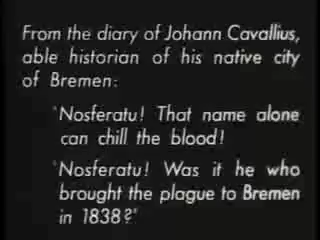 From the diary of Johann Cavallius,
able historian of his native city
of Bremen:
'Nosferatu! That name alone
can chill the blood!
'Nosferatu! Was it he who
brought the plague to Bremen
in 1838?'